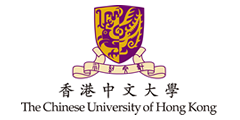 香港中文大學
The Chinese University of Hong Kong